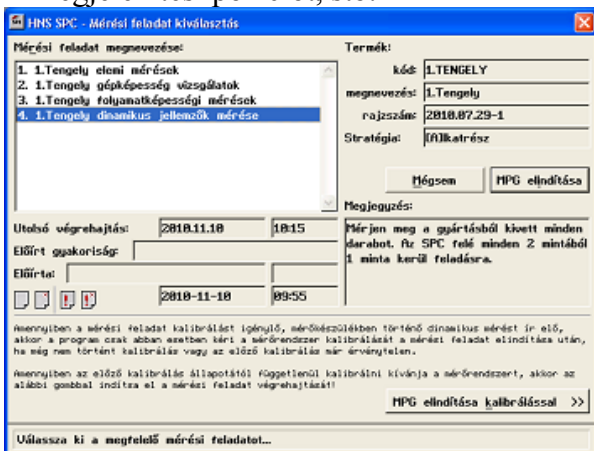 HNS SPC - Mérési feladat kiválasztás
Mérési feladat megnevezése:
1. 1.Tengely elemi mérések
2. 1.Tengely gépképesség vizsgálatok
3. 1.Tengely folyamatképességi mérések
4. 1.Tengely dinamikus jellemzők mérése
Termék:
kód: 1.TENGELY
megnevezés: 1.Tengely
rajzszám: 2010.07.29-1
Stratégia: [A]lkatrész
Mégsem
MPG elindítása
Megjegyzés:
Mérjen meg a gyártásból kivett minden
darabot. Az SPC felé minden 2 mintából
1 minta kerül feladásra.
Utolsó végrehajtás: 2010.11.10 10:15
Előírt gyakoriság:
Előírta:
2010-11-10 09:55
Amennyiben a mérési feladat kalibrálást igénylő, mérőkészülékben történő dinamikus mérést ír elő,
akkor a program csak abban esetben kéri a mérőrendszer kalibrálását a mérési feladat elindítása után,
ha még nem történt kalibrálás vagy az előző kalibrálás már érvénytelen.
Amennyiben az előző kalibrálás állapotától függetlenül kalibrálni kívánja a mérőrendszert, akkor az
alábbi gombbal indítsa el a mérési feladat végrehajtását!
MPG elindítása kalibrálással >>
Válassza ki a megfelelő mérési feladatot...